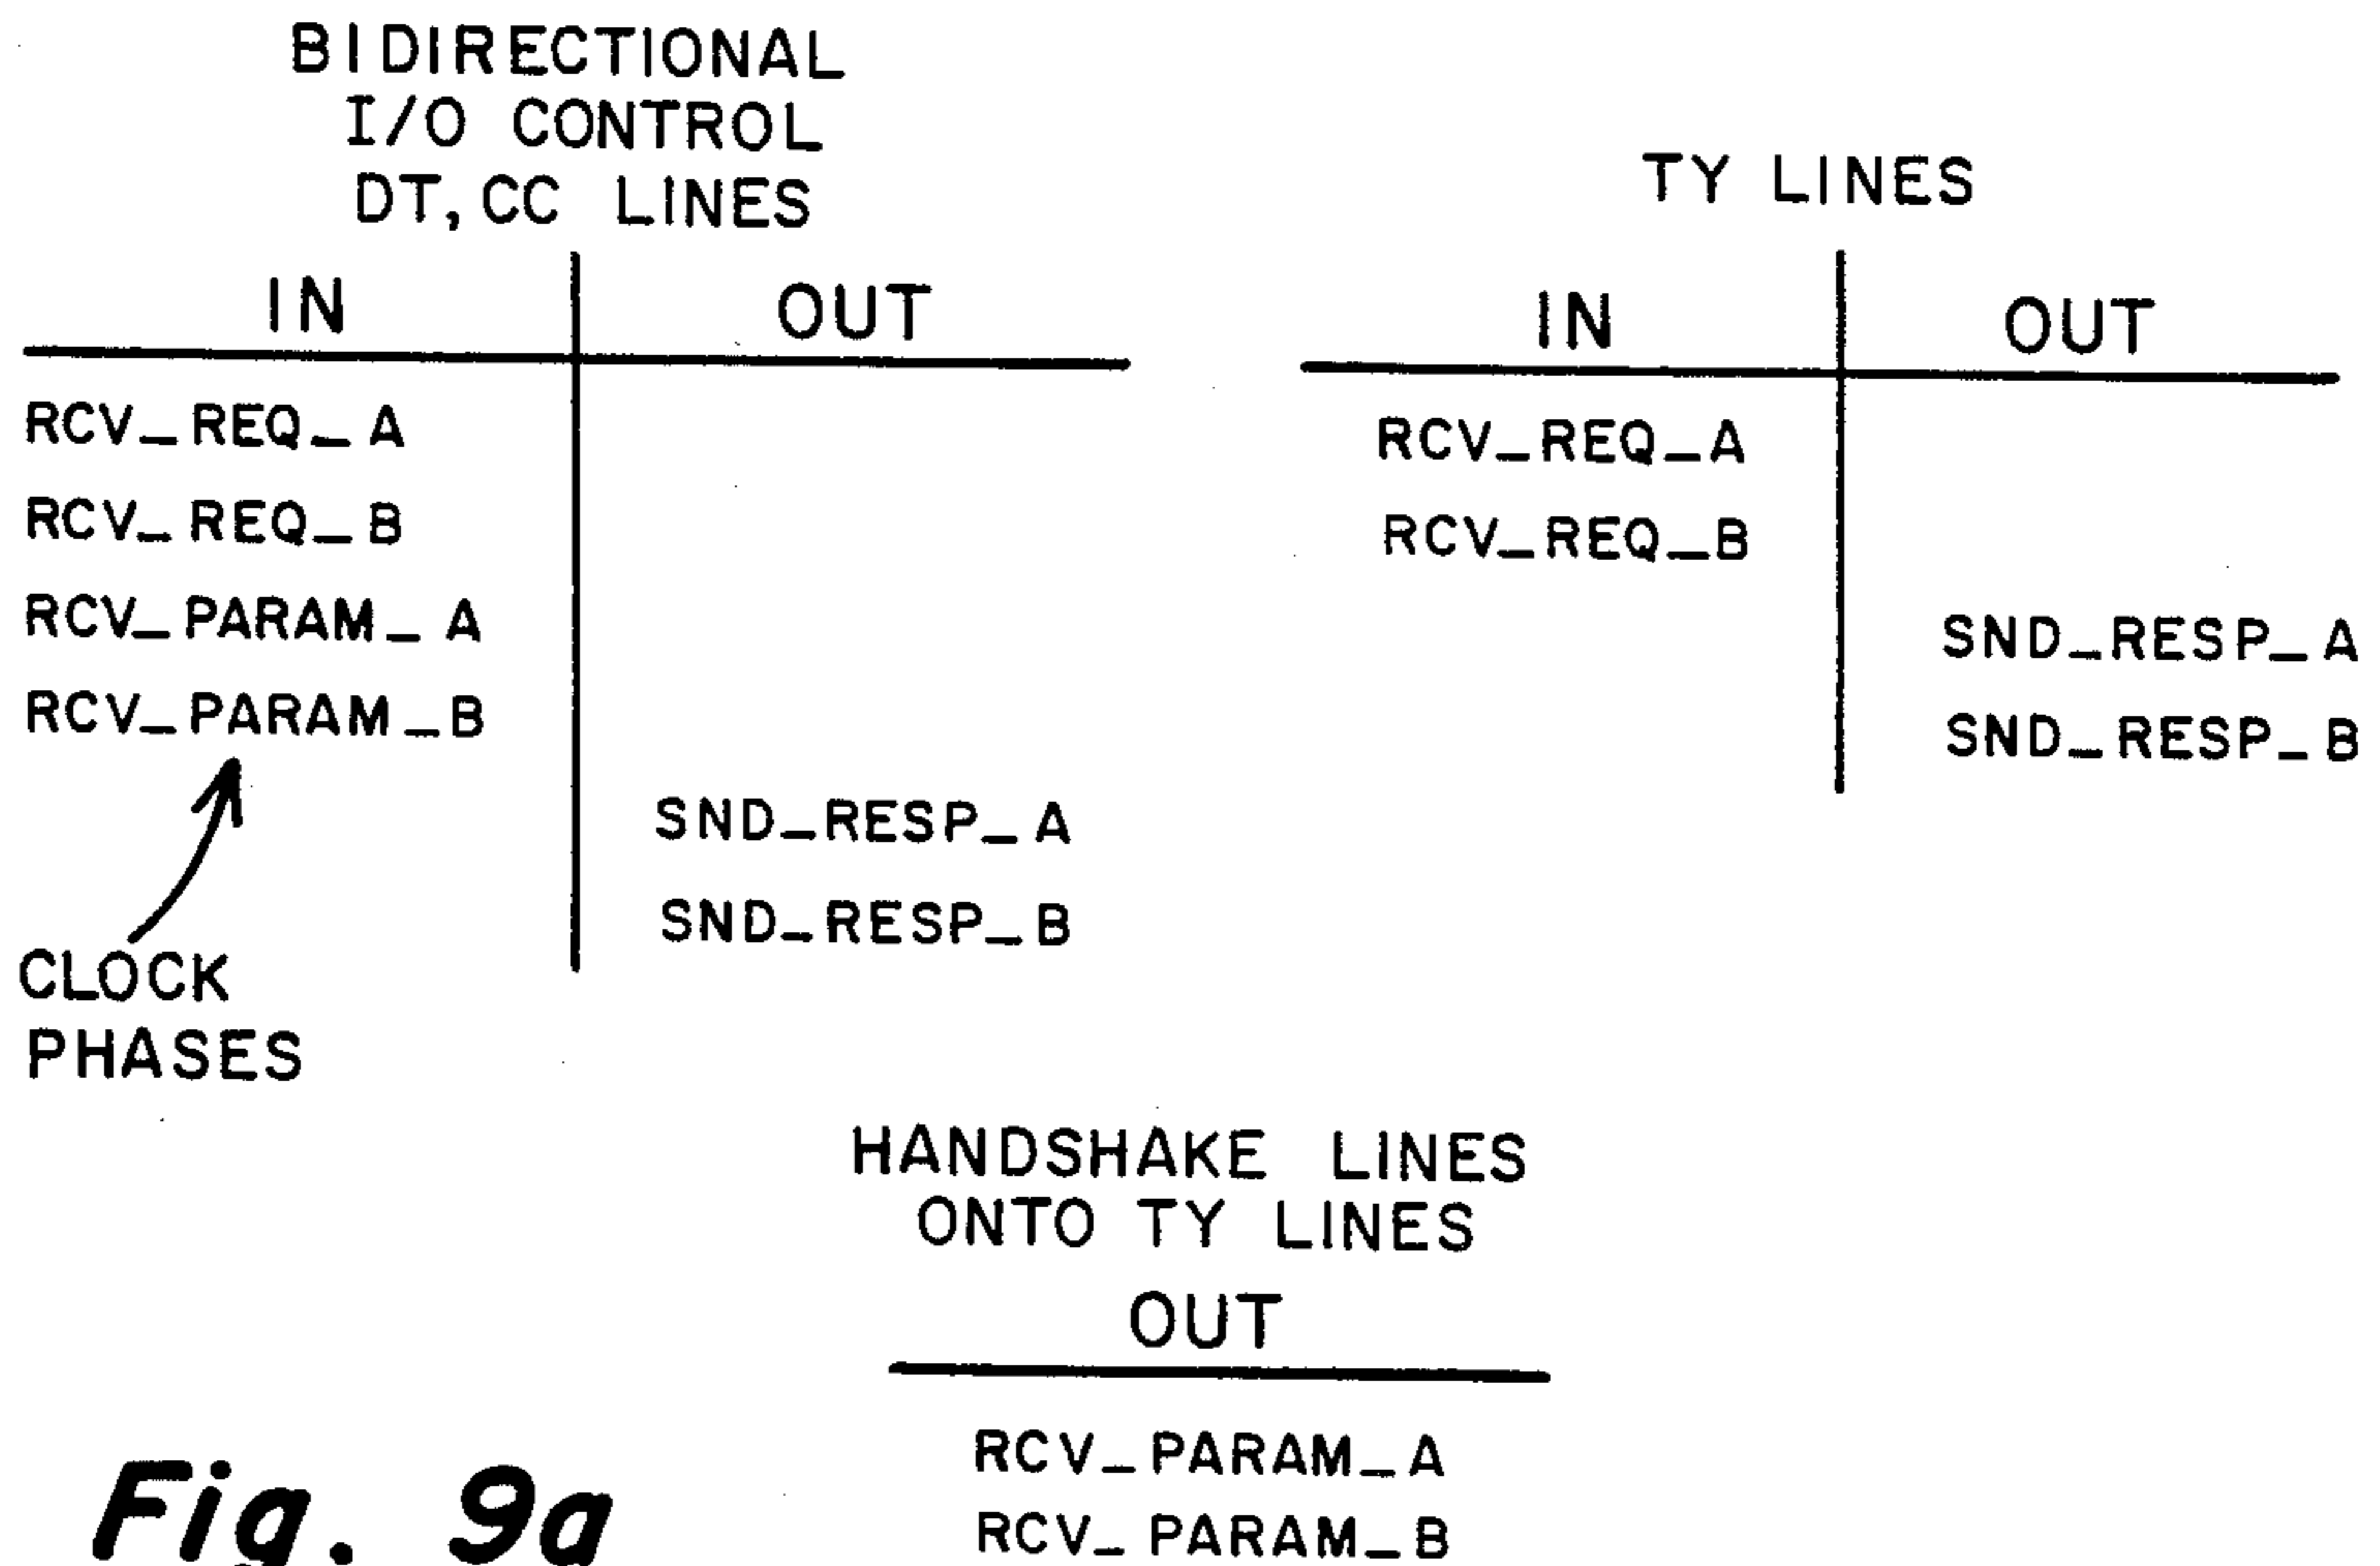 BIDIRECTIONAL
I/O CONTROL
DT, CC LINES
IN OUT
RCV_REQ_A
RCV_REQ_B
RCV_PARAM_A
RCV_PARAM_B
SND_RESP_A
SND_RESP_B
CLOCK
PHASES
TY LINES
IN OUT
RCV_REQ_A
RCV_REQ_B
SND_RESP_A
SND_RESP_B
HANDSHAKE LINES
ONTO TY LINES
OUT
RCV_PARAM_A
RCV_PARAM_B
Fig. 9a